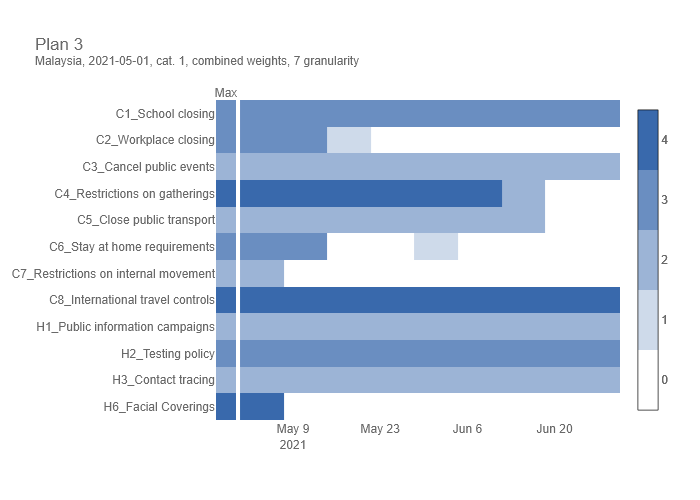 Plan 3
Malaysia, 2021-05-01, cat. 1, combined weights, 7 granularity
Max
C1_School closing
C2_Workplace closing
C3_Cancel public events
C4_Restrictions on gatherings
C5_Close public transport
C6_Stay at home requirements
C7_Restrictions on internal movement
C8_International travel controls
H1_Public information campaigns
H2_Testing policy
H3_Contact tracing
H6_Facial Coverings
May 9 May 23 Jun 6 Jun 20
2021
4
3
2
1
0